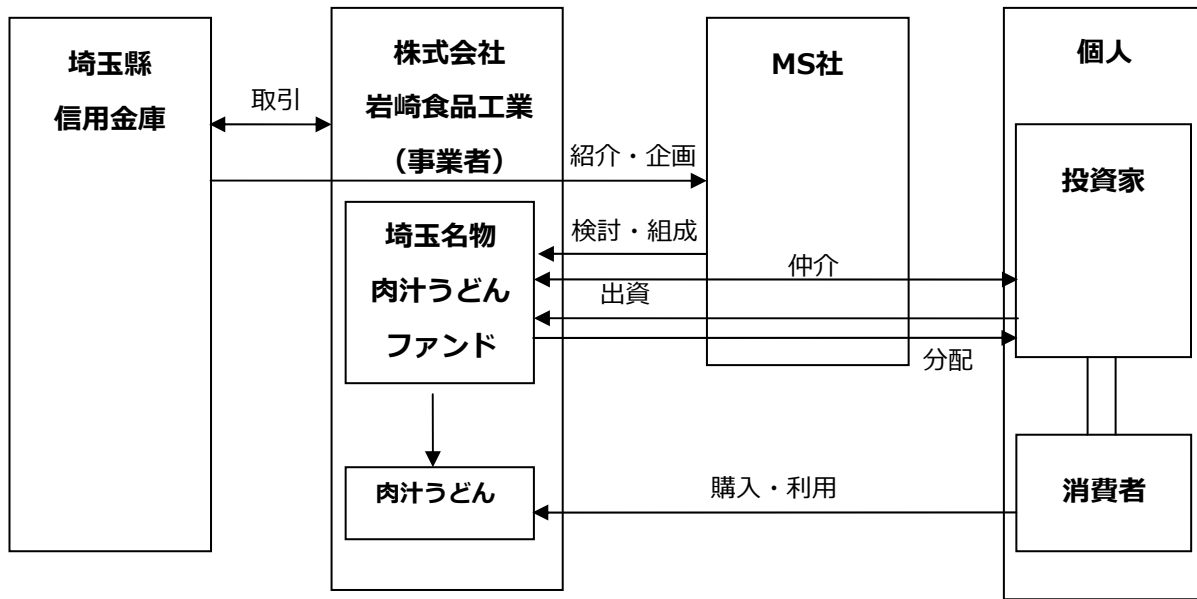 埼玉縣
信用金庫
取引
株式会社
岩崎食品工業
（事業者）
埼玉名物
肉汁うどん
ファンド
肉汁うどん
紹介・企画
検討・組成
出資
MS社
仲介
分配
購入・利用
個人
投資家
消費者